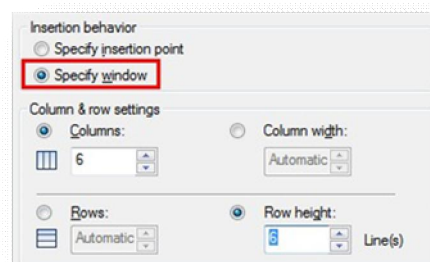 Insertion behavior
Specify insertion point
Specify window
Column & row settings
Columns:
Column width:
6
Automatic
Rows:
Row height:
Automatic
6
Line(s)